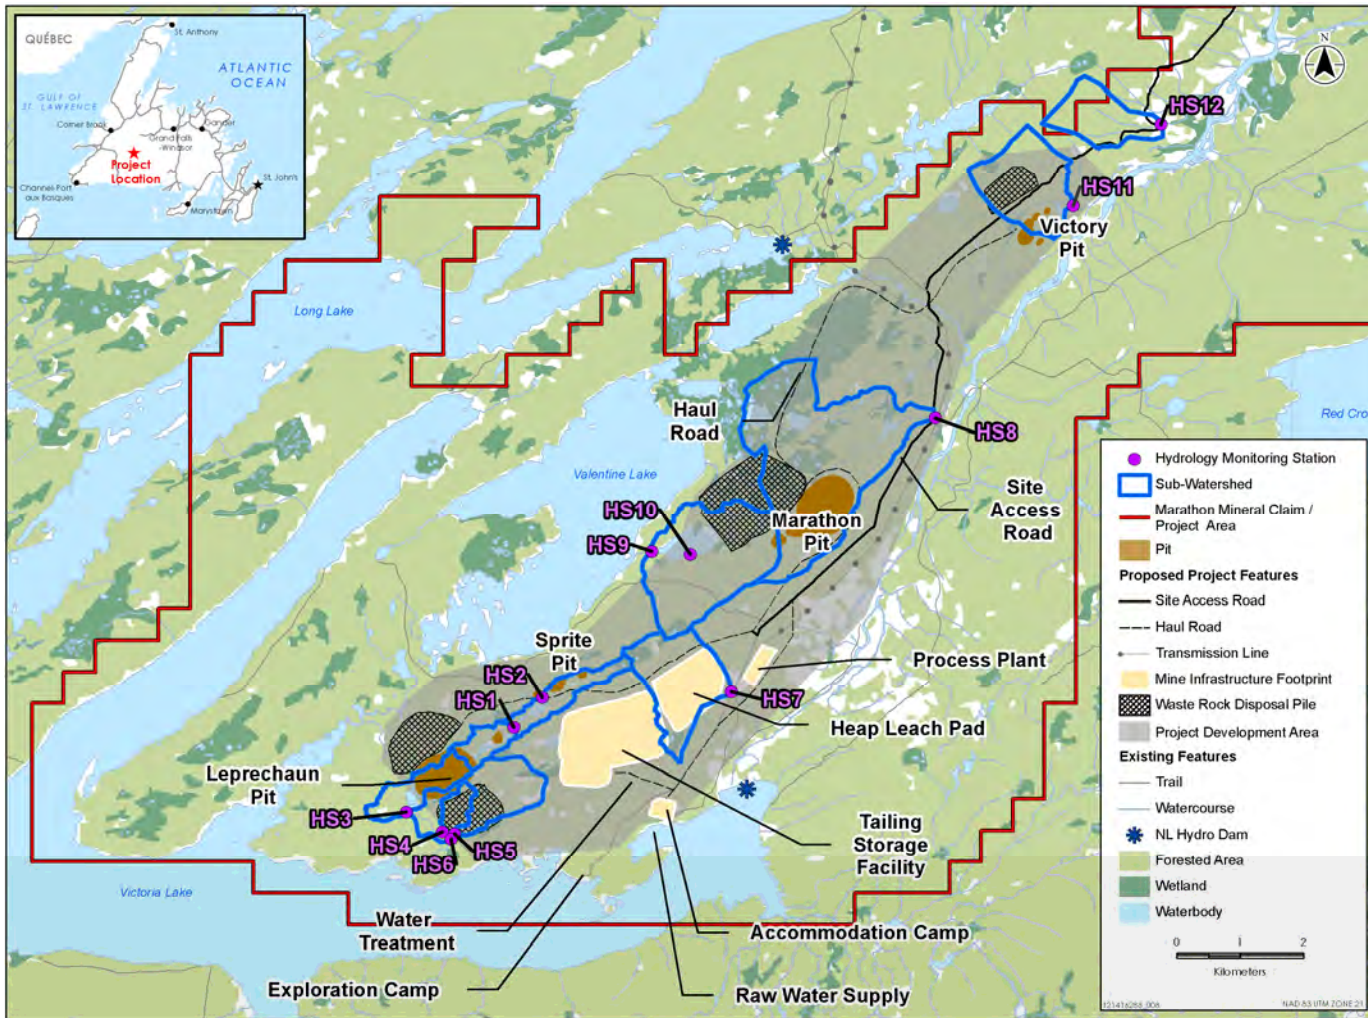 QUÉBEC
St. Anthony
ATLANTIC
OCEAN
GULF OF
ST. LAWRENCE
Corner Brook
Gander
Grand Falls
-Windsor
Project
Location
St. John's
Channel-Port
aux Basques
Marystown
N
HS12
HS11
Victory
Pit
Long Lake
Red Cro
Haul
Road
HS8
Valentine Lake
Site
Access
Road
HS10
Marathon
Pit
HS9
Sprite
Pit
Process Plant
HS2
HS1
HS7
Heap Leach Pad
Leprechaun
Pit
HS3
HS4
HS5
HS6
Tailing
Storage
Facility
Victoria Lake
Water
Treatment
Accommodation Camp
Exploration Camp
Raw Water Supply
Hydrology Monitoring Station
Sub-Watershed
Marathon Mineral Claim /
Project Area
Pit
Proposed Project Features
Site Access Road
Haul Road
Transmission Line
Mine Infrastructure Footprint
Waste Rock Disposal Pile
Project Development Area
Existing Features
Trail
Watercourse
NL Hydro Dam
Forested Area
Wetland
Waterbody
0 1 2
Kilometers
121416288_006
NAD 83 UTM ZONE 21